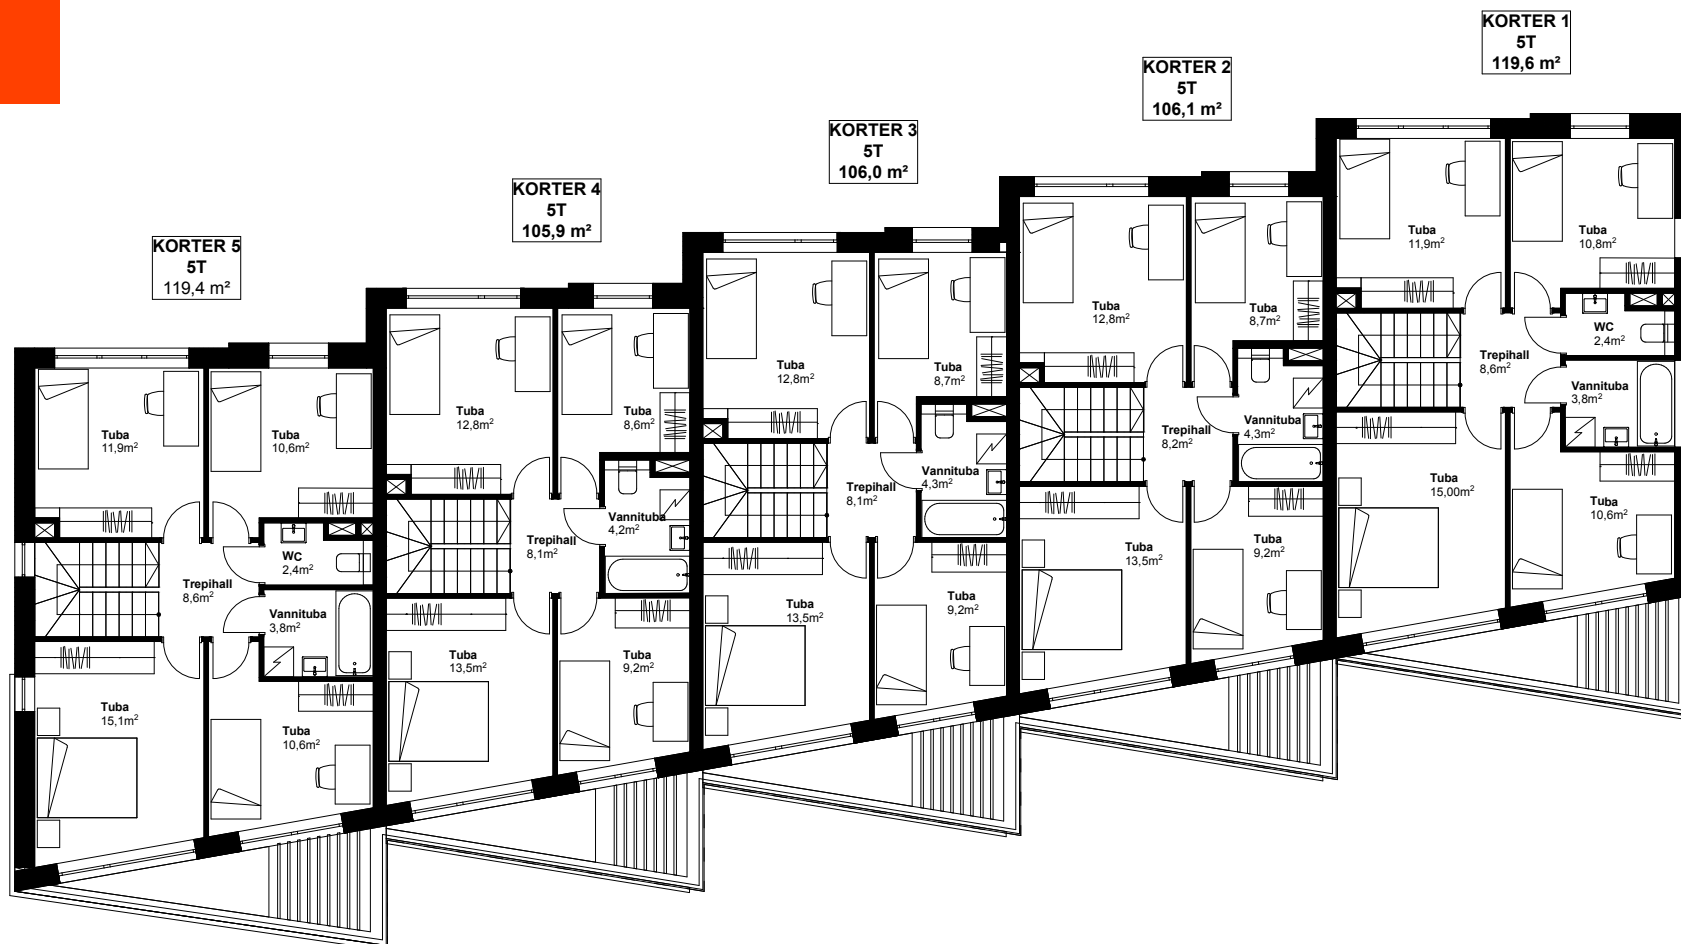 KORTER 1
5T
119,6 m²
KORTER 2
5T
106,1 m²
KORTER 3
5T
106,0 m²
KORTER 4
5T
105,9 m²
KORTER 5
5T
119,4 m²
Tuba
11,9m²
Tuba
10,8m²
WC
2,4m²
Trepihall
8,6m²
Vannituba
3,8m²
Tuba
15,00m²
Tuba
10,6m²
Tuba
12,8m²
Tuba
8,7m²
Vannituba
4,3m²
Trepihall
8,2m²
Tuba
13,5m²
Tuba
9,2m²
Tuba
12,8m²
Tuba
8,7m²
Vannituba
4,3m²
Trepihall
8,1m²
Tuba
13,5m²
Tuba
9,2m²
Tuba
12,8m²
Tuba
8,6m²
Vannituba
4,2m²
Trepihall
8,1m²
Tuba
13,5m²
Tuba
9,2m²
Tuba
11,9m²
Tuba
10,6m²
WC
2,4m²
Trepihall
8,6m²
Vannituba
3,8m²
Tuba
15,1m²
Tuba
10,6m²